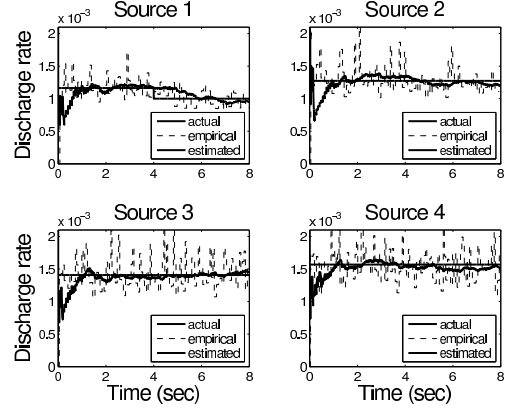 Source 1
Source 2
x 10⁻³
x 10⁻³
Discharge rate
2
1.5
1
0.5
0
0 2 4 6 8
actual
empirical
estimated
2
1.5
1
0.5
0
0 2 4 6 8
actual
empirical
estimated
Source 3
Source 4
x 10⁻³
x 10⁻³
Discharge rate
2
1.5
1
0.5
0
0 2 4 6 8
actual
empirical
estimated
Time (sec)
2
1.5
1
0.5
0
0 2 4 6 8
actual
empirical
estimated
Time (sec)